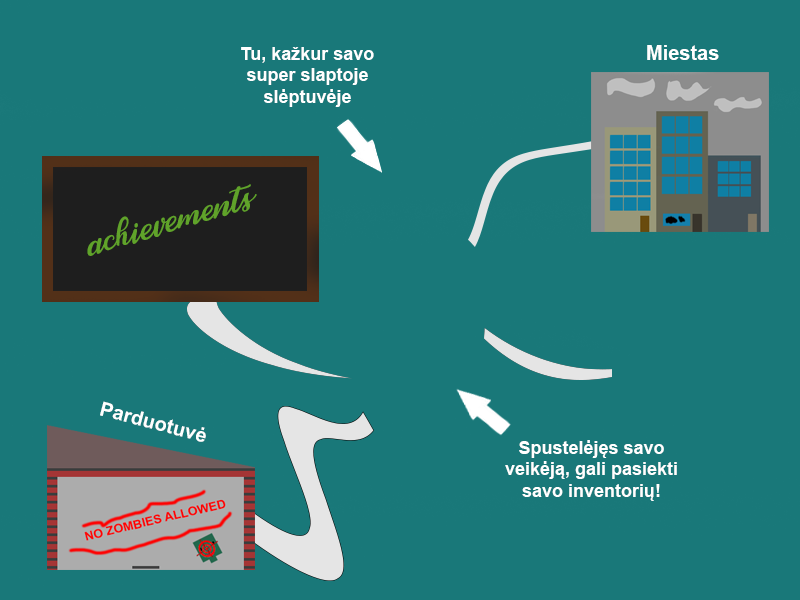 Tu, kažkur savo
super slaptoje
slėptuvėje
Miestas
achievements
Parduotuvė
NO ZOMBIES ALLOWED
Spustelėjęs savo
veikėją, gali pasiekti
savo inventorių!